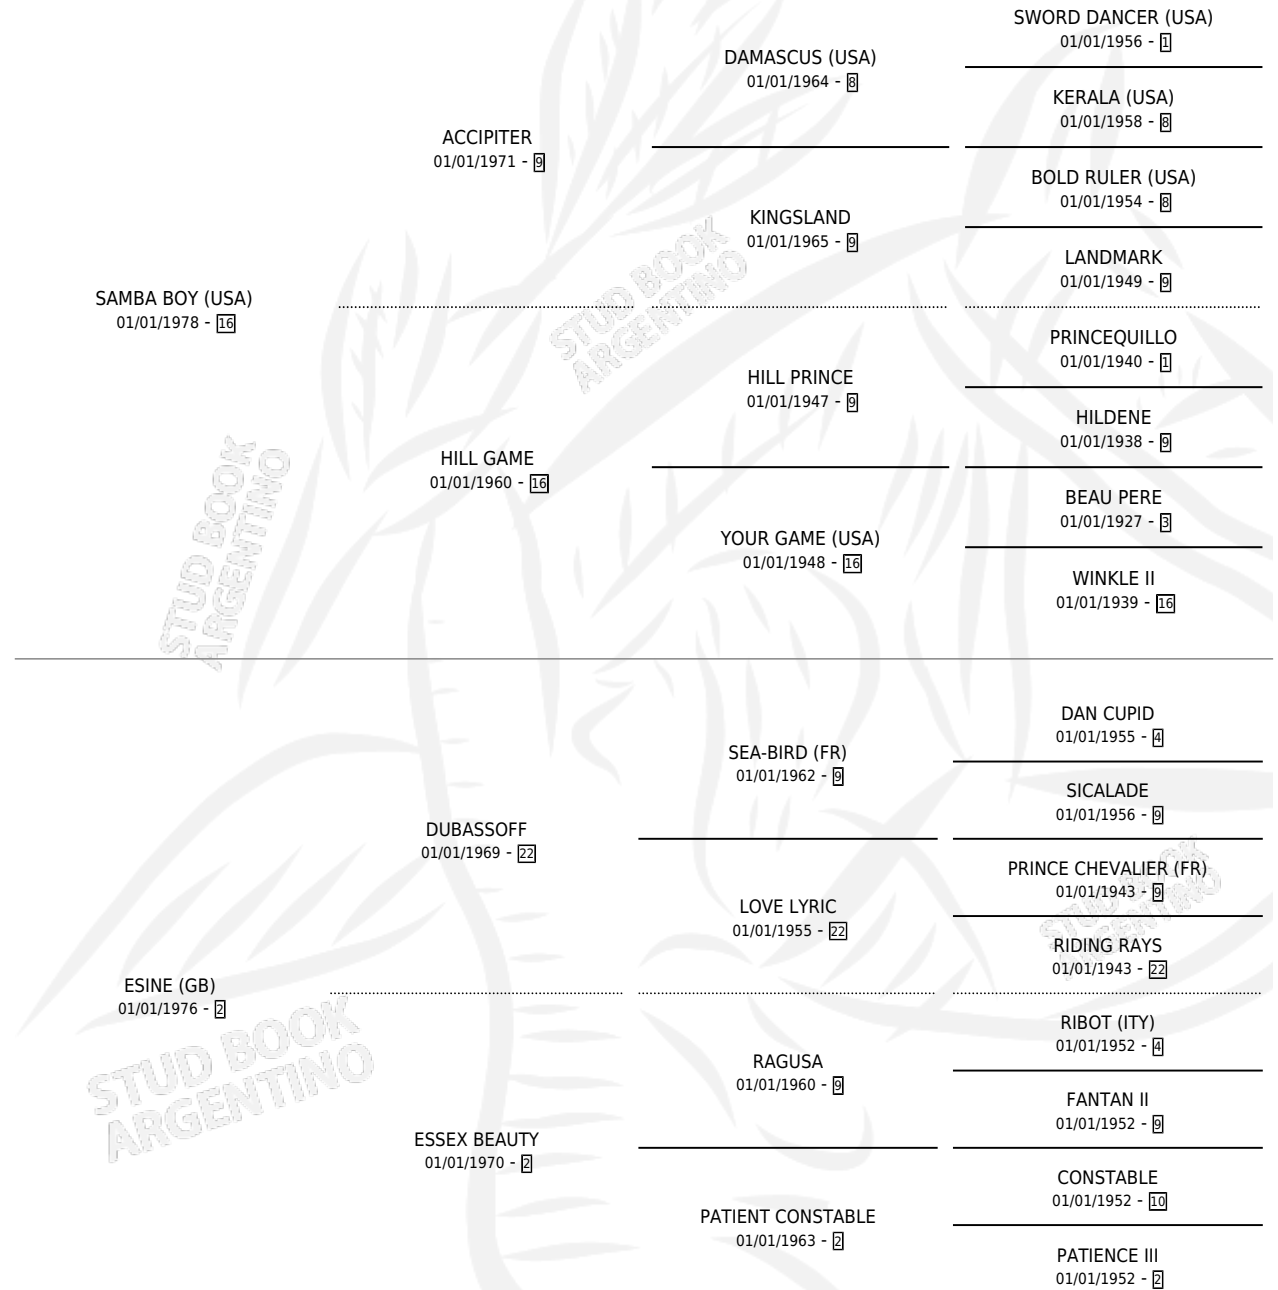 SWORD DANCER (USA)
01/01/1956 - 1
DAMASCUS (USA)
01/01/1964 - 8
KERALA (USA)
01/01/1958 - 8
ACCIPITER
01/01/1971 - 9
BOLD RULER (USA)
01/01/1954 - 8
KINGSLAND
01/01/1965 - 9
LANDMARK
01/01/1949 - 9
SAMBA BOY (USA)
01/01/1978 - 16
PRINCEQUILLO
01/01/1940 - 1
HILL PRINCE
01/01/1947 - 9
HILDENE
01/01/1938 - 9
HILL GAME
01/01/1960 - 16
BEAU PERE
01/01/1927 - 3
YOUR GAME (USA)
01/01/1948 - 16
WINKLE II
01/01/1939 - 16
STUD BOOK
ARGENTINO
STUD BOOK
ARGENTINO
DAN CUPID
01/01/1955 - 4
SEA-BIRD (FR)
01/01/1962 - 9
SICALADE
01/01/1956 - 9
DUBASSOFF
01/01/1969 - 22
PRINCE CHEVALIER (FR)
01/01/1943 - 9
LOVE LYRIC
01/01/1955 - 22
RIDING RAYS
01/01/1943 - 22
ESINE (GB)
01/01/1976 - 2
RIBOT (ITY)
01/01/1952 - 4
RAGUSA
01/01/1960 - 9
FANTAN II
01/01/1952 - 9
ESSEX BEAUTY
01/01/1970 - 2
CONSTABLE
01/01/1952 - 10
PATIENT CONSTABLE
01/01/1963 - 2
PATIENCE III
01/01/1952 - 2
STUD BOOK
ARGENTINO
STUD BOOK
ARGENTINO